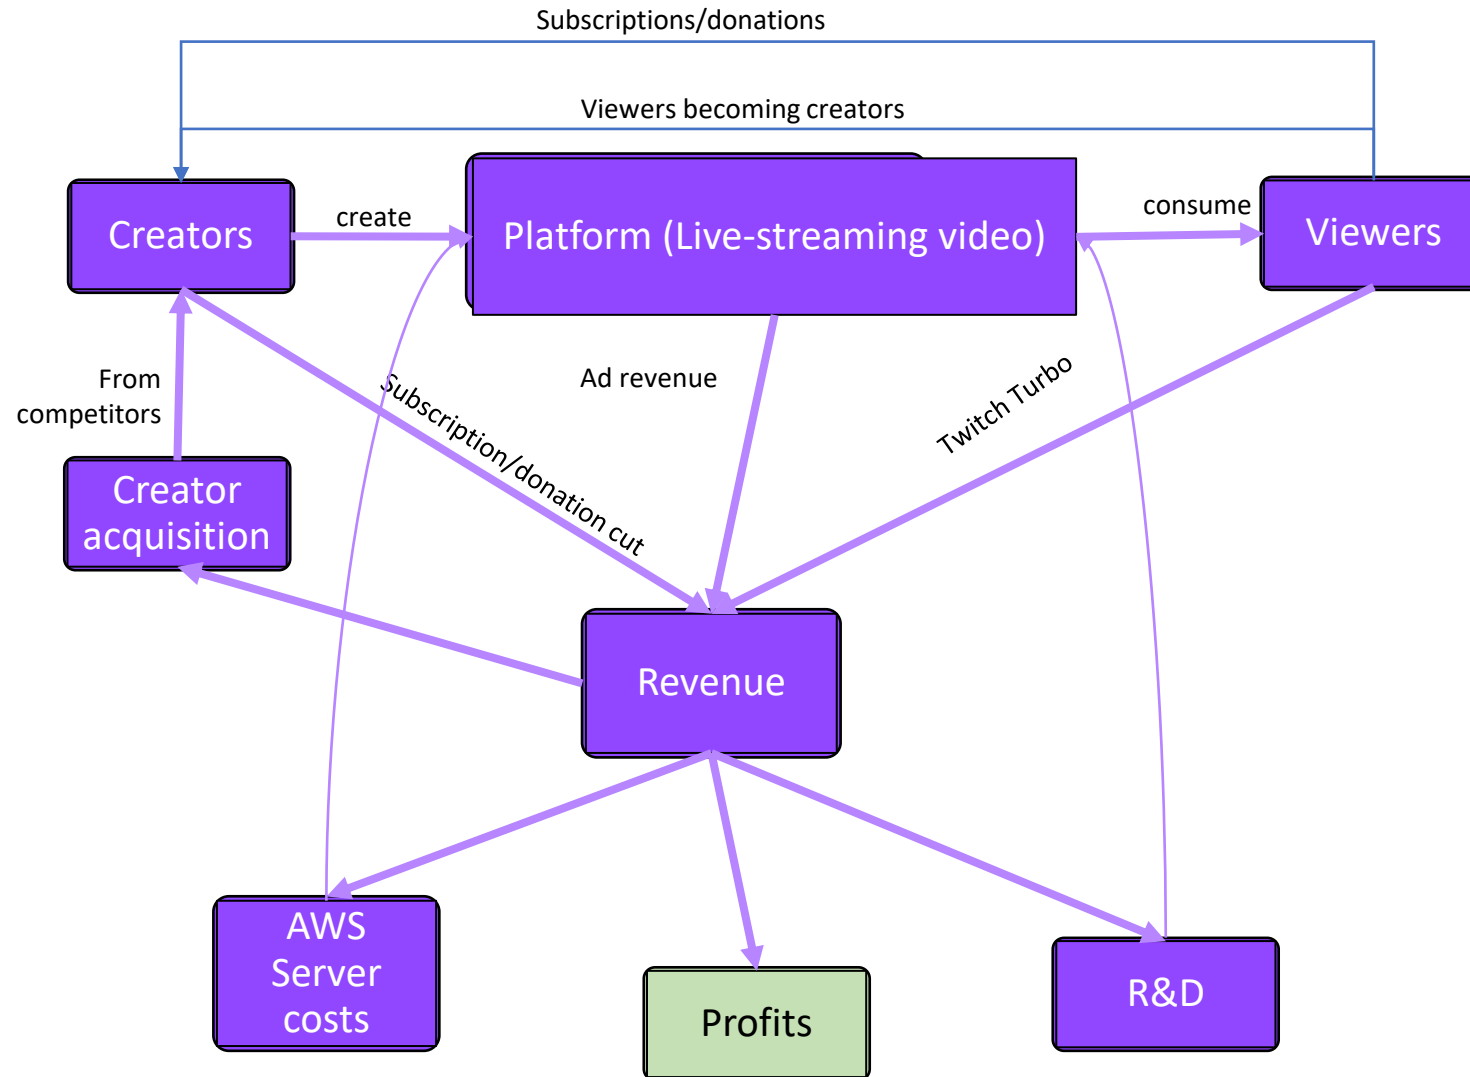 Subscriptions/donations
Viewers becoming creators
Creators
create
Platform (Live-streaming video)
consume
Viewers
From
competitors
Subscription/donation cut
Ad revenue
Twitch Turbo
Creator
acquisition
Revenue
AWS
Server
costs
Profits
R&D